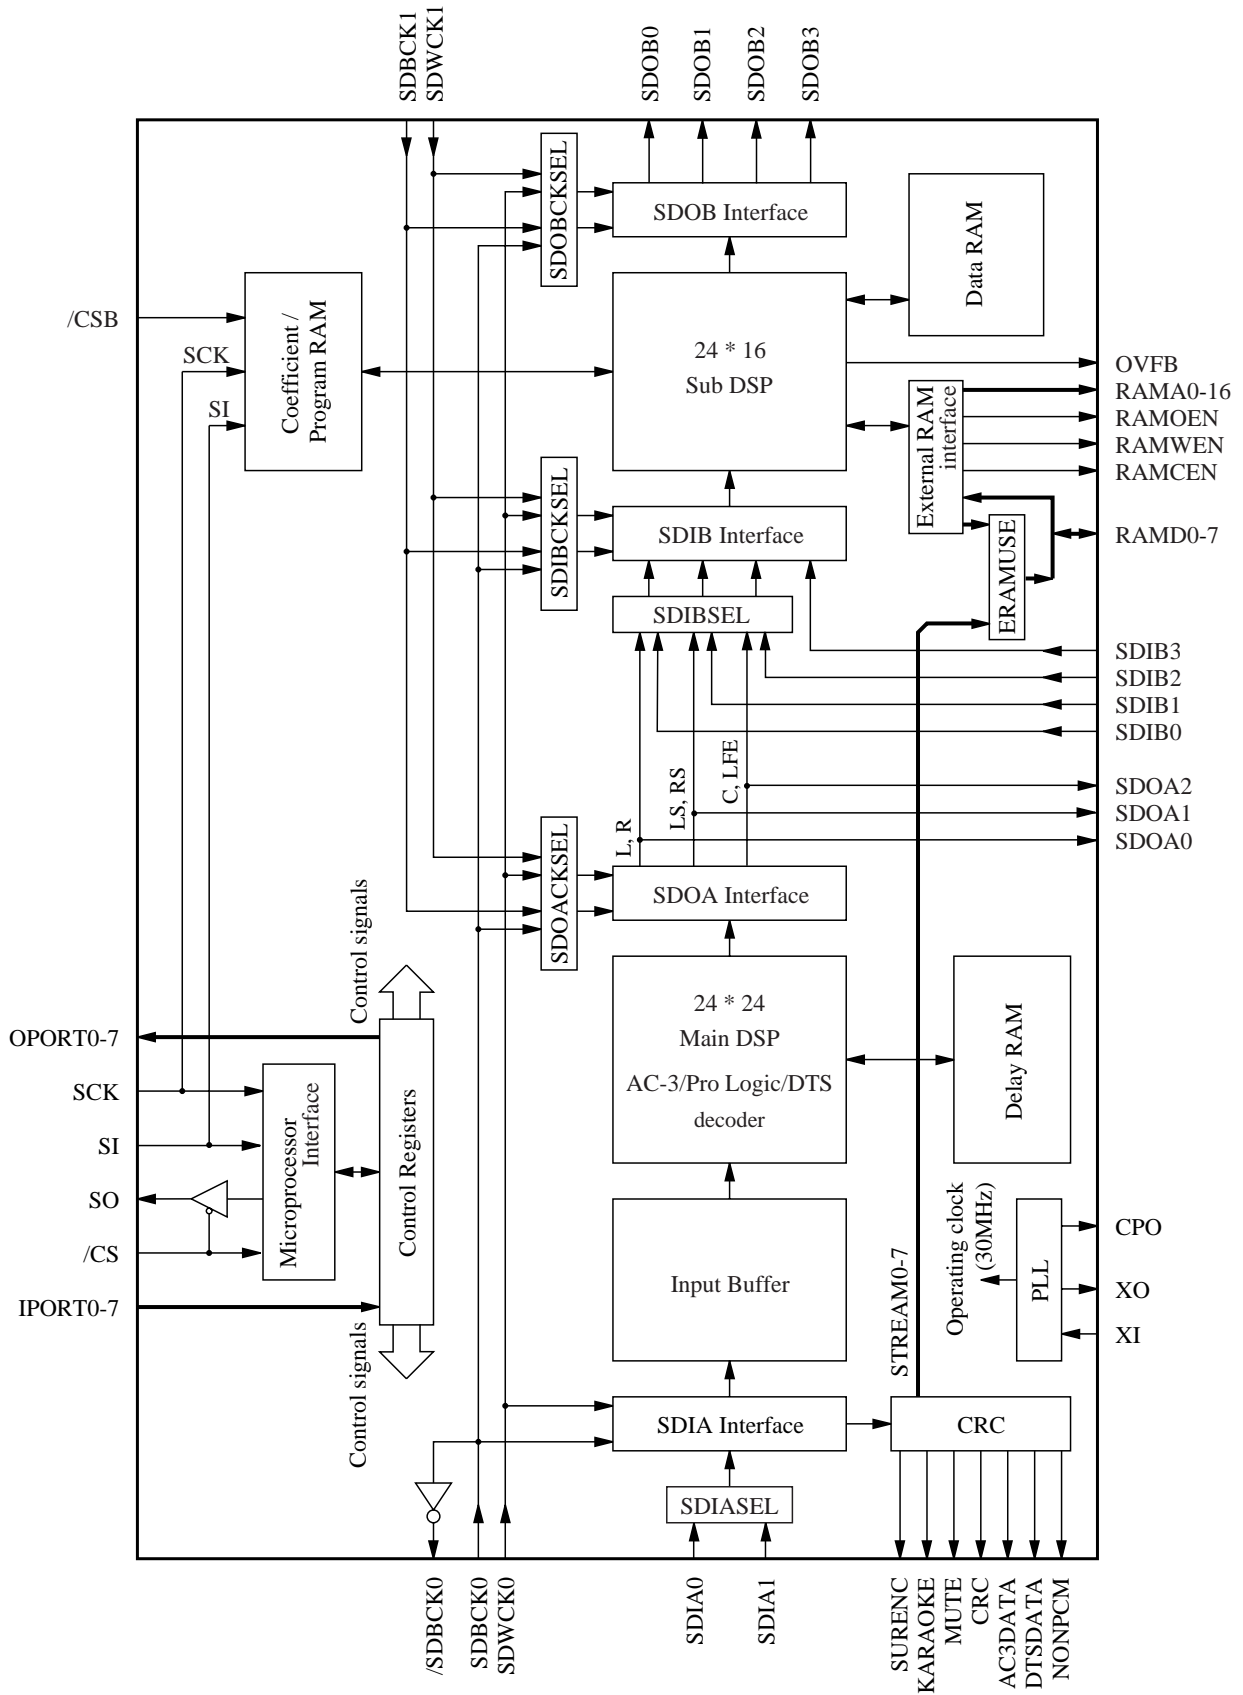 SDBCK1
SDWCK1
SDOB0
SDOB1
SDOB2
SDOB3
SDOBCKSEL
SDOB Interface
Data RAM
/CSB
SCK
SI
Coefficient /
Program RAM
24 * 16
Sub DSP
External RAM
interface
OVFB
RAMA0-16
RAMOEN
RAMWEN
RAMCEN
RAMD0-7
SDIBCKSEL
SDIB Interface
ERAMUSE
SDIBSEL
SDIB3
SDIB2
SDIB1
SDIB0
L, R
LS, RS
C, LFE
SDOA2
SDOA1
SDOA0
SDOACKSEL
SDOA Interface
Control signals
OPORT0-7
SCK
SI
SO
/CS
IPORT0-7
Microprocessor
Interface
Control Registers
Control signals
24 * 24
Main DSP
AC-3/Pro Logic/DTS
decoder
Delay RAM
Input Buffer
STREAM0-7
Operating clock
(30MHz)
PLL
CPO
XO
XI
SDIA Interface
CRC
SDIASEL
/SDBCK0
SDBCK0
SDWCK0
SDIA0
SDIA1
SURENC
KARAOKE
MUTE
CRC
AC3DATA
DTSDATA
NONPCM